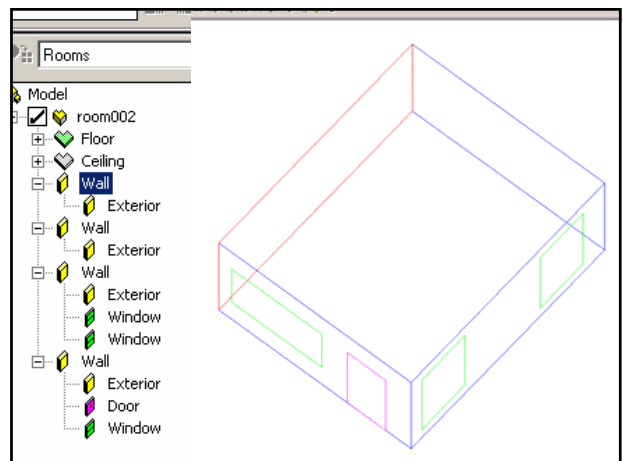 Rooms
Model
room002
Floor
Ceiling
Wall
Exterior
Wall
Exterior
Wall
Exterior
Window
Window
Wall
Exterior
Door
Window